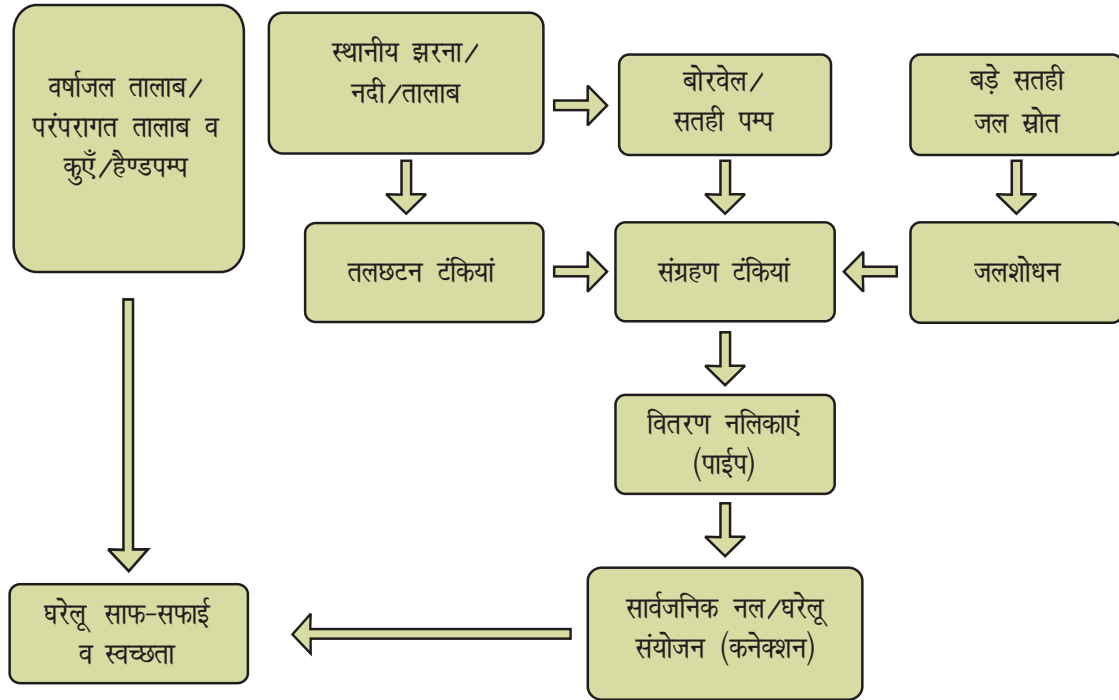 वर्षाजल तालाब/
परंपरागत तालाब व
कुएँ/हैण्डपम्प
स्थानीय झरना/
नदी/तालाब
बोरवेल/
सतही पम्प
बड़े सतही
जल स्रोत
तलछटन टंकियां
संग्रहण टंकियां
जलशोधन
वितरण नलिकाएं
(पाईप)
घरेलू साफ-सफाई
व स्वच्छता
सार्वजनिक नल/घरेलू
संयोजन (कनेक्शन)